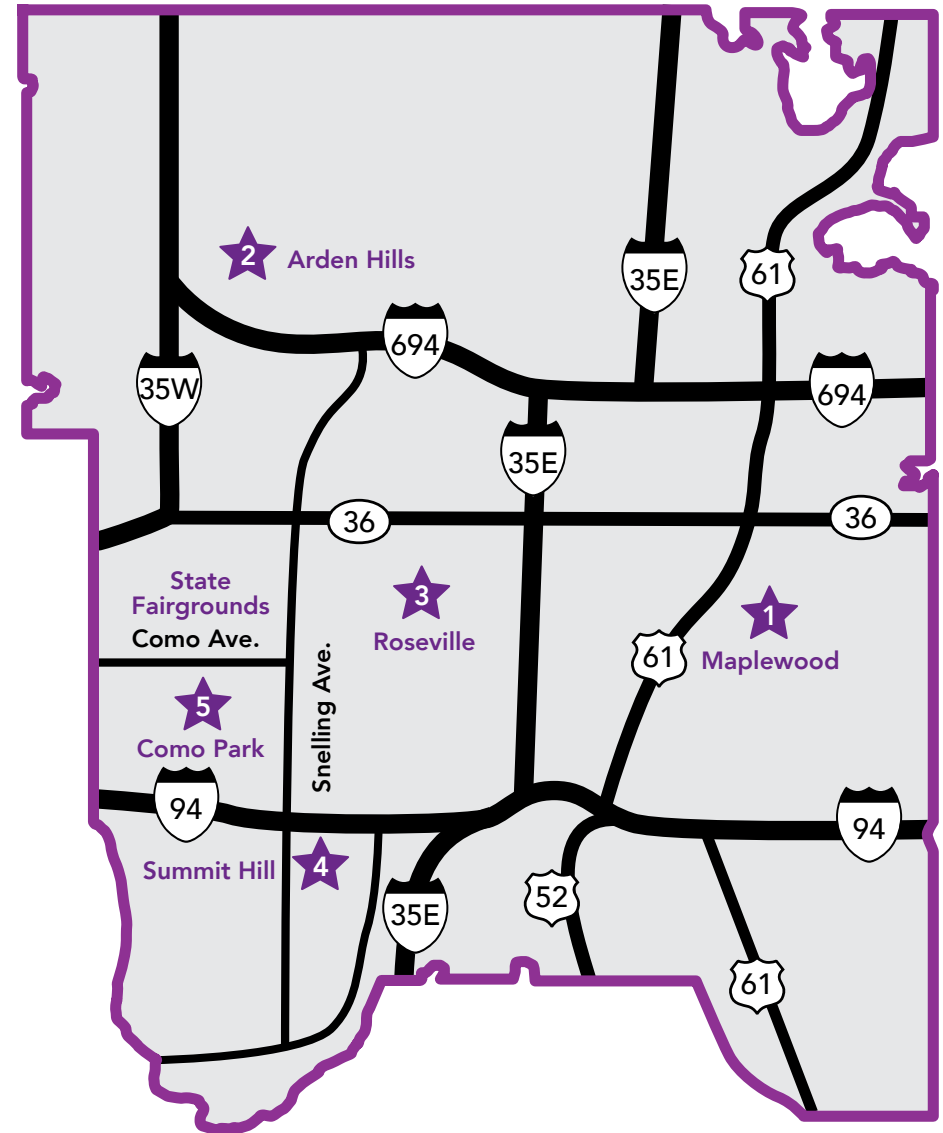 2
Arden Hills
35E
61
694
35W
694
35E
36
36
State
Fairgrounds
Como Ave.
3
Roseville
1
Maplewood
61
Snelling Ave.
5
Como Park
94
94
Summit Hill
4
35E
52
61